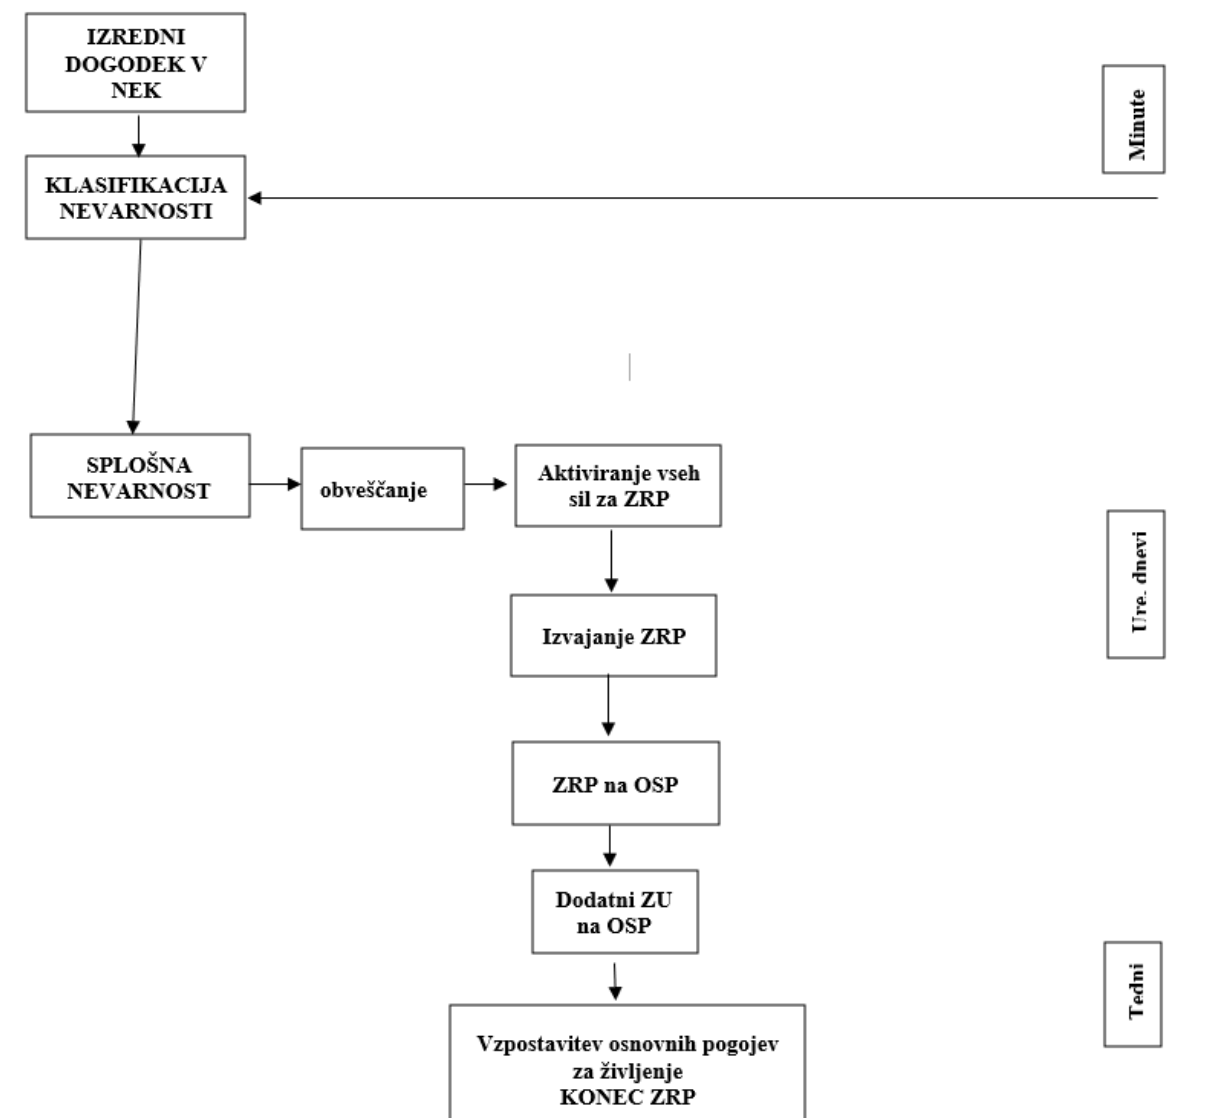 IZREDNI
DOGODEK V
NEK
Minute
KLASIFIKACIJA
NEVARNOSTI
SPLOŠNA
NEVARNOST
obveščanje
Aktiviranje vseh
sil za ZRP
Ure. dnevi
Izvajanje ZRP
ZRP na OSP
Dodatni ZU
na OSP
Tedni
Vzpostavitev osnovnih pogojev
za življenje
KONEC ZRP